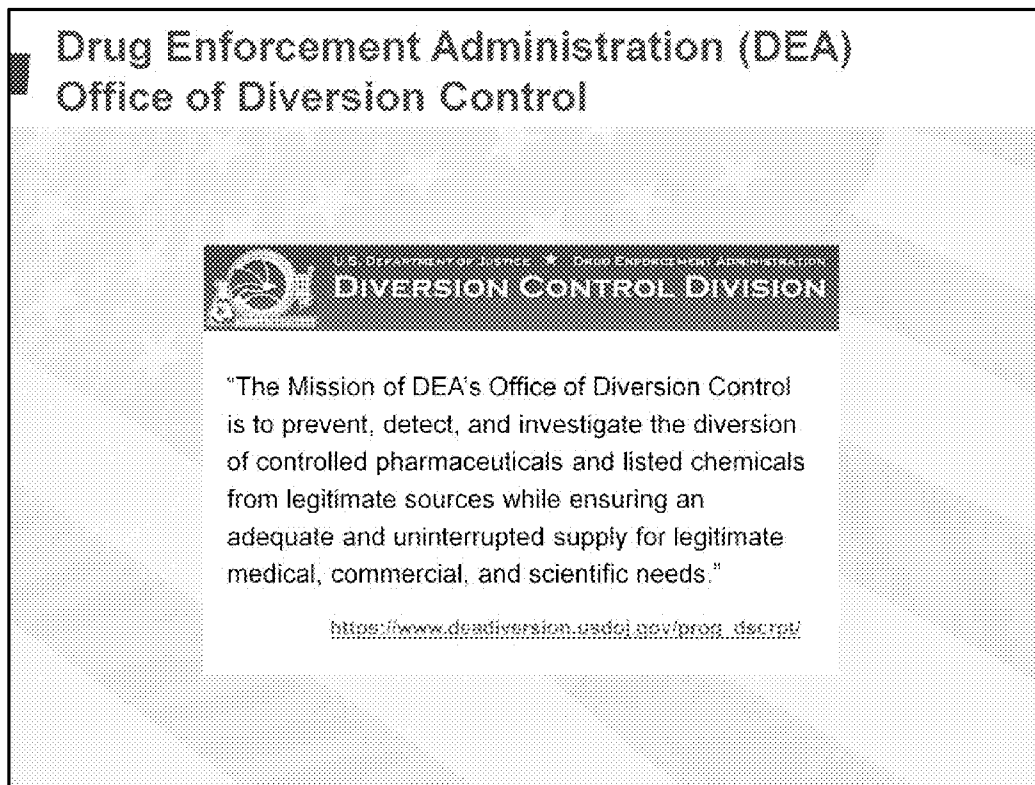 Drug Enforcement Administration (DEA)
Office of Diversion Control
U.S. DEPARTMENT OF JUSTICE ★ DRUG ENFORCEMENT ADMINISTRATION
DIVERSION CONTROL DIVISION
“The Mission of DEA’s Office of Diversion Control
is to prevent, detect, and investigate the diversion
of controlled pharmaceuticals and listed chemicals
from legitimate sources while ensuring an
adequate and uninterrupted supply for legitimate
medical, commercial, and scientific needs.”
https://www.deadiversion.usdoj.gov/prog_dscrpt/